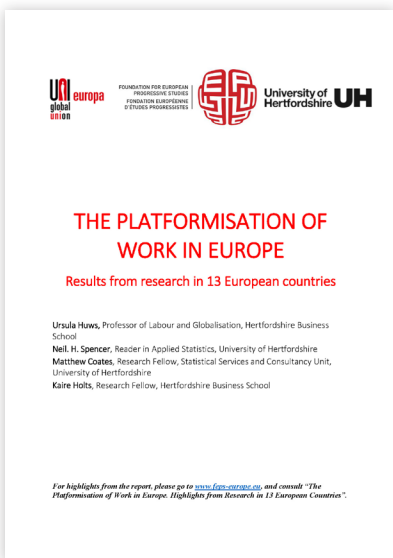 UNI europa
global
union
FOUNDATION FOR EUROPEAN
PROGRESSIVE STUDIES
FONDATION EUROPÉENNE
D'ÉTUDES PROGRESSISTES
University of
Hertfordshire UH
THE PLATFORMISATION OF
WORK IN EUROPE
Results from research in 13 European countries
Ursula Huws, Professor of Labour and Globalisation, Hertfordshire Business
School
Neil. H. Spencer, Reader in Applied Statistics, University of Hertfordshire
Matthew Coates, Research Fellow, Statistical Services and Consultancy Unit,
University of Hertfordshire
Kaire Holts, Research Fellow, Hertfordshire Business School
For highlights from the report, please go to www.feps-europe.eu, and consult “The
Platformisation of Work in Europe. Highlights from Research in 13 European Countries”.